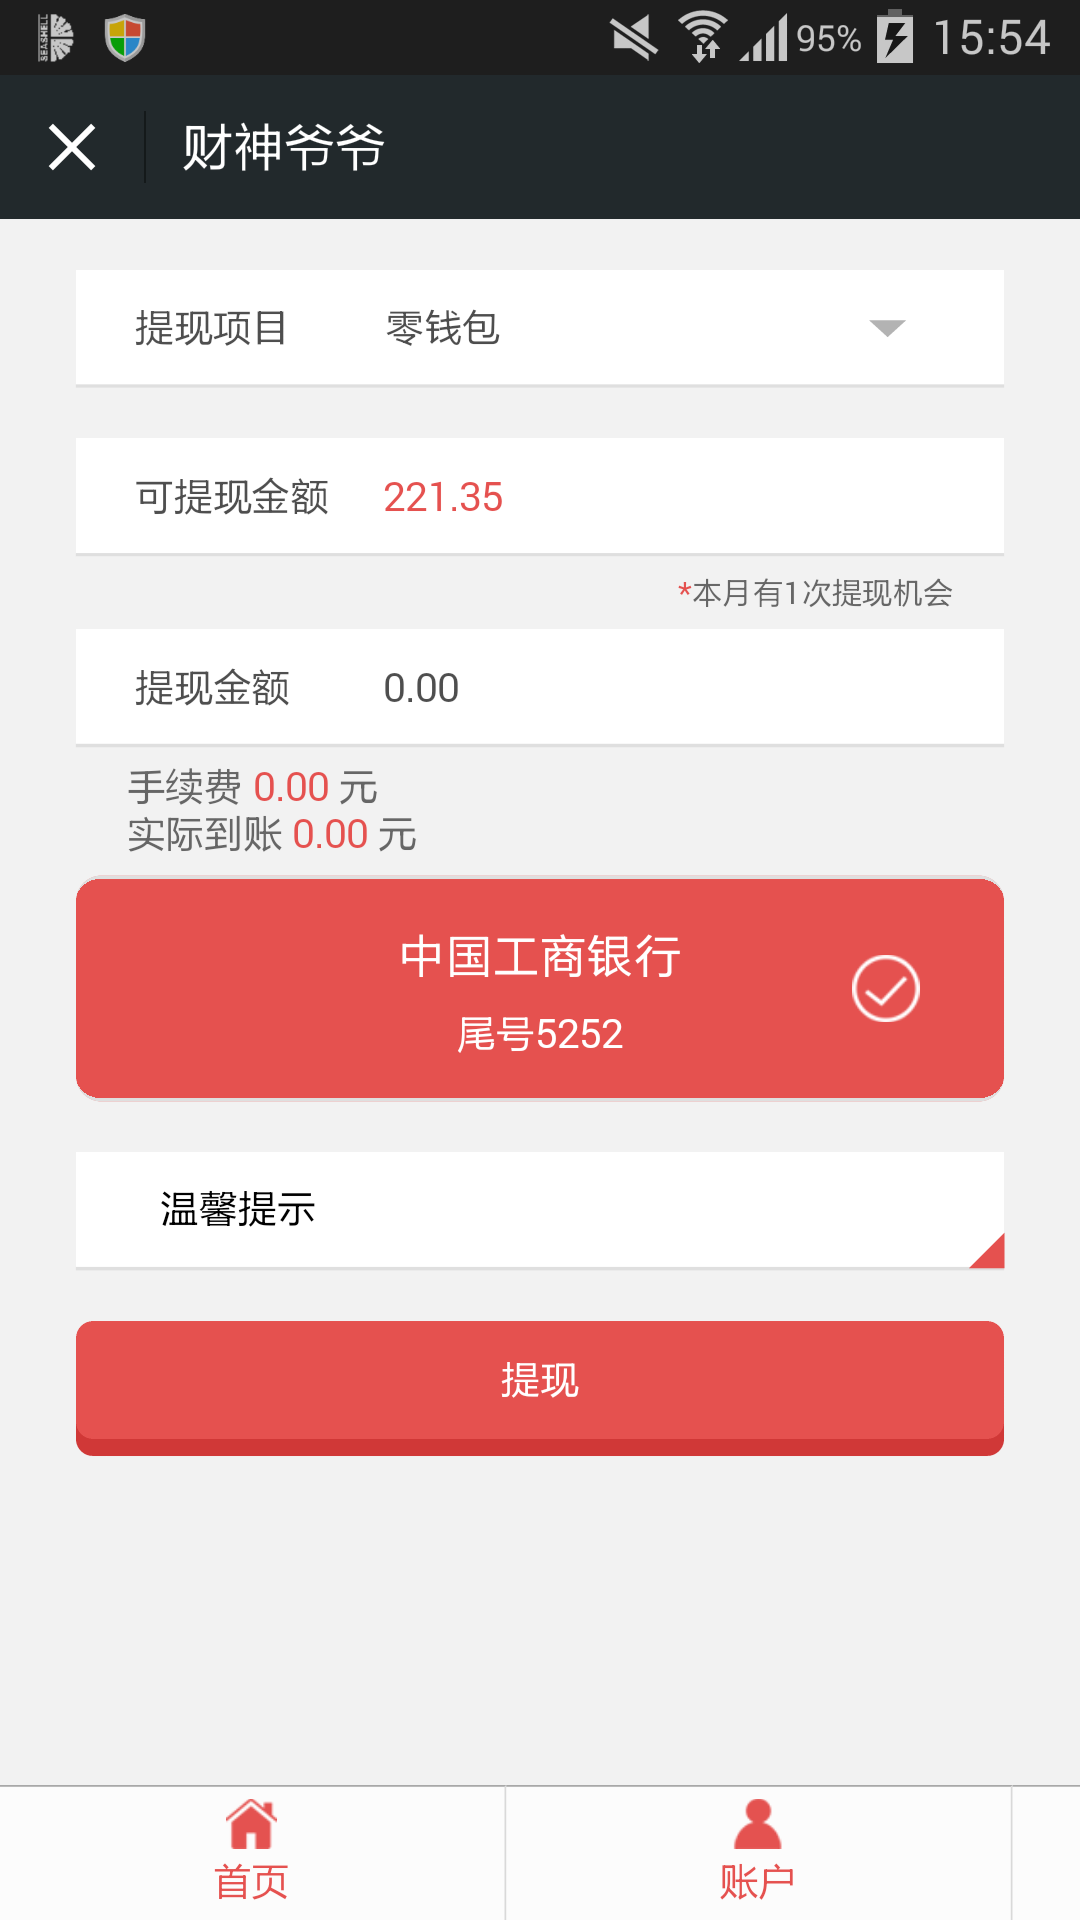 SEASHELL
95% 15:54
财神爷爷
提现项目 零钱包
可提现金额 221.35
*本月有1次提现机会
提现金额 0.00
手续费 0.00 元
实际到账 0.00 元
中国工商银行
尾号5252
温馨提示
提现
首页 账户